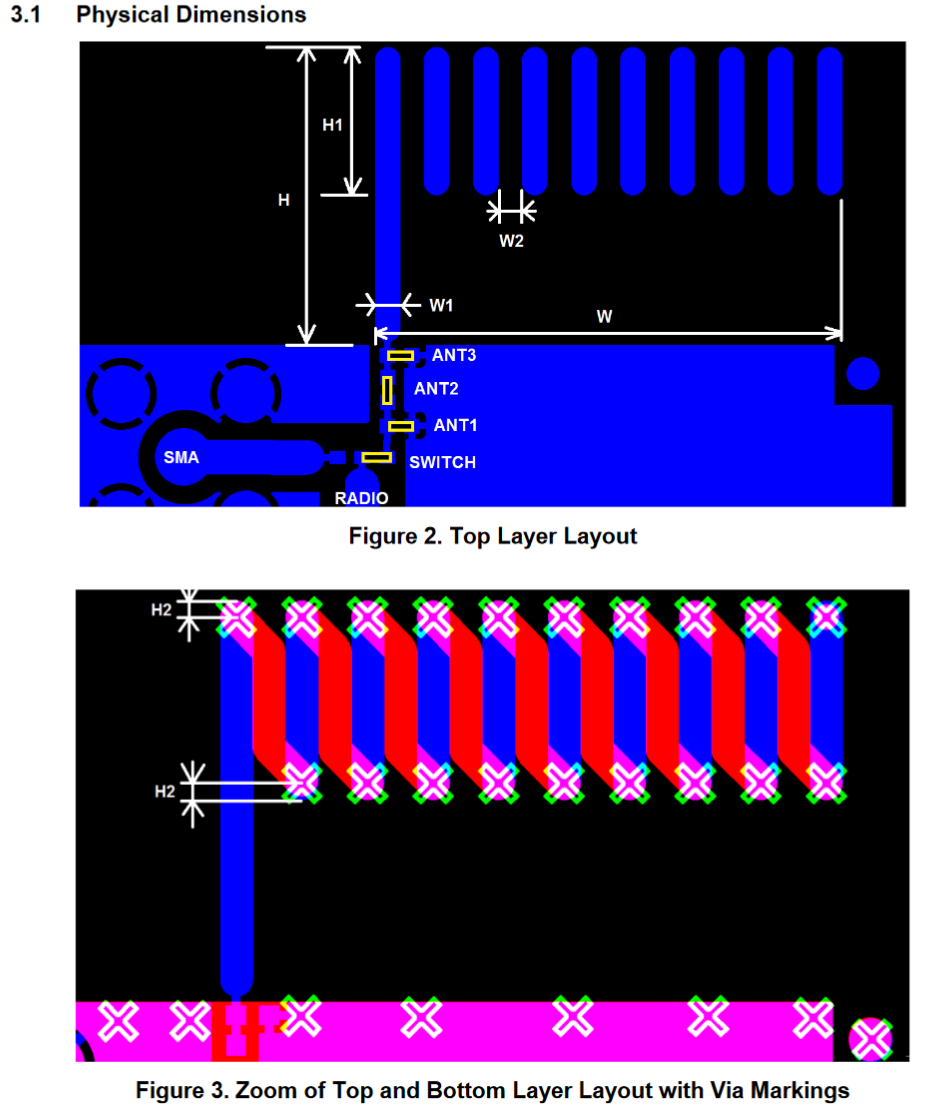 3.1 Physical Dimensions
H1
H
W2
W1
W
ANT3
ANT2
ANT1
SMA
SWITCH
RADIO
Figure 2. Top Layer Layout
H2
H2
Figure 3. Zoom of Top and Bottom Layer Layout with Via Markings